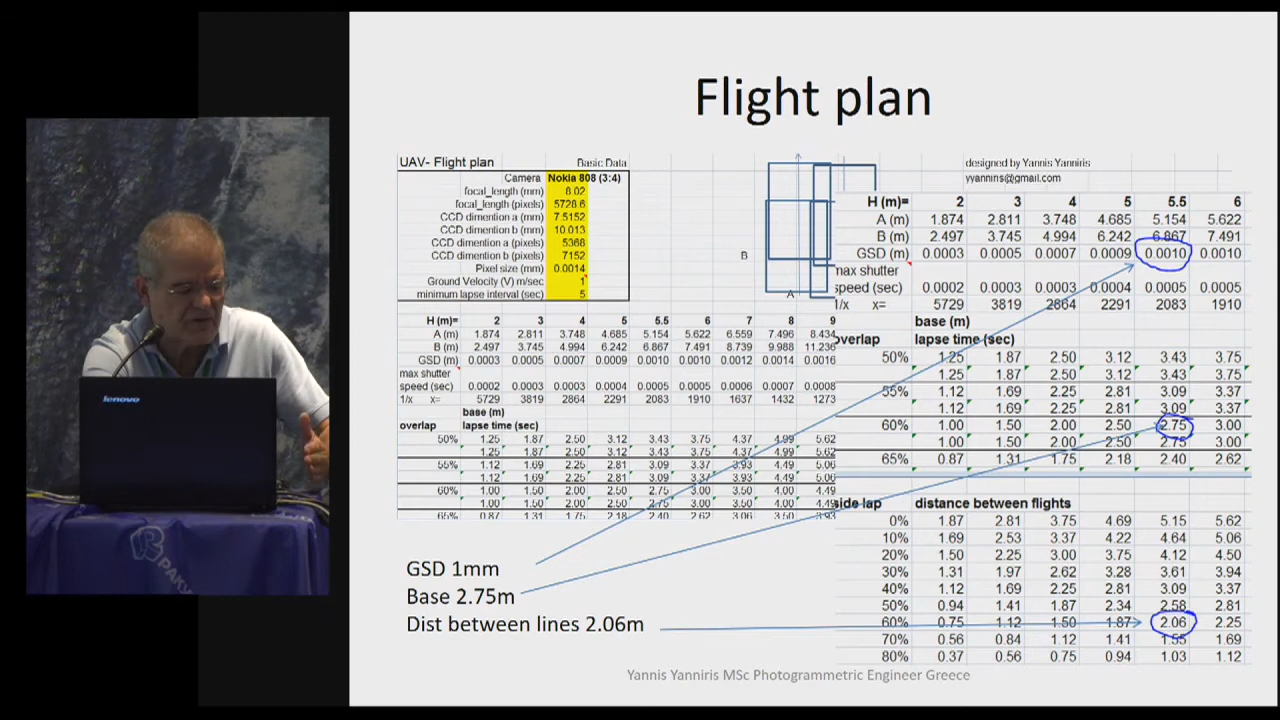 Flight plan
UAV- Flight plan Basic Data
Camera Nokia 808 (3:4)
focal_length (mm) 8.02
focal_length (pixels) 5728.6
CCD dimention a (mm) 7.5152
CCD dimention b (mm) 10.013
CCD dimention a (pixels) 5368
CCD dimention b (pixels) 7152
Pixel size (mm) 0.0014
Ground Velocity (V) m/sec 1
minimum lapse interval (sec) 5
B
A
H (m)= 2 3 4 5 5.5 6 7 8 9
A (m) 1.874 2.811 3.748 4.685 5.154 5.622 6.559 7.496 8.434
B (m) 2.497 3.745 4.994 6.242 6.867 7.491 8.739 9.988 11.236
GSD (m) 0.0003 0.0005 0.0007 0.0009 0.0010 0.0010 0.0012 0.0014 0.0016
max shutter
speed (sec) 0.0002 0.0003 0.0003 0.0004 0.0005 0.0005 0.0006 0.0007 0.0008
1/x x= 5729 3819 2864 2291 2083 1910 1637 1432 1273
base (m)
overlap lapse time (sec)
50% 1.25 1.87 2.50 3.12 3.43 3.75 4.37 4.99 5.62
1.25 1.87 2.50 3.12 3.43 3.75 4.37 4.99 5.62
55% 1.12 1.69 2.25 2.81 3.09 3.37 3.93 4.49 5.06
1.12 1.69 2.25 2.81 3.09 3.37 3.93 4.49 5.06
60% 1.00 1.50 2.00 2.50 2.75 3.00 3.50 4.00 4.49
1.00 1.50 2.00 2.50 2.75 3.00 3.50 4.00 4.49
65% 0.87 1.31 1.75 2.18 2.40 2.62 3.06 3.50 3.93
designed by Yannis Yanniris
yyannins@gmail.com
H (m)= 2 3 4 5 5.5 6
A (m) 1.874 2.811 3.748 4.685 5.154 5.622
B (m) 2.497 3.745 4.994 6.242 6.867 7.491
GSD (m) 0.0003 0.0005 0.0007 0.0009 0.0010 0.0010
max shutter
speed (sec) 0.0002 0.0003 0.0003 0.0004 0.0005 0.0005
1/x x= 5729 3819 2864 2291 2083 1910
base (m)
overlap lapse time (sec)
50% 1.25 1.87 2.50 3.12 3.43 3.75
1.25 1.87 2.50 3.12 3.43 3.75
55% 1.12 1.69 2.25 2.81 3.09 3.37
1.12 1.69 2.25 2.81 3.09 3.37
60% 1.00 1.50 2.00 2.50 2.75 3.00
1.00 1.50 2.00 2.50 2.75 3.00
65% 0.87 1.31 1.75 2.18 2.40 2.62
side lap distance between flights
0% 1.87 2.81 3.75 4.69 5.15 5.62
10% 1.69 2.53 3.37 4.22 4.64 5.06
20% 1.50 2.25 3.00 3.75 4.12 4.50
30% 1.31 1.97 2.62 3.28 3.61 3.94
40% 1.12 1.69 2.25 2.81 3.09 3.37
50% 0.94 1.41 1.87 2.34 2.58 2.81
60% 0.75 1.12 1.50 1.87 2.06 2.25
70% 0.56 0.84 1.12 1.41 1.55 1.69
80% 0.37 0.56 0.75 0.94 1.03 1.12
GSD 1mm
Base 2.75m
Dist between lines 2.06m
Yannis Yanniris MSc Photogrammetric Engineer Greece
lenovo